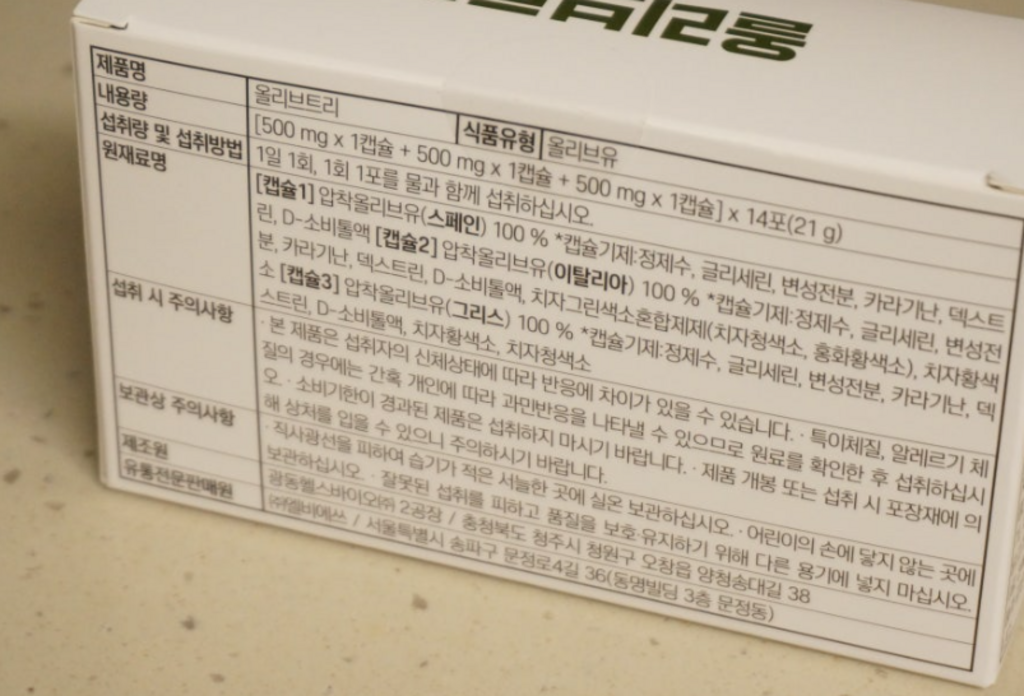 제품명 올리브트리 식품유형 올리브유
내용량 [500 mg x 1캡슐 + 500 mg x 1캡슐 + 500 mg x 1캡슐] x 14포(21 g)
섭취량 및 섭취방법 1일 1회, 1회 1포를 물과 함께 섭취하십시오.
원재료명 [캡슐1] 압착올리브유(스페인) 100 % *캡슐기제:정제수, 글리세린, 변성전분, 카라기난, 덱스트
린, D-소비톨액 [캡슐2] 압착올리브유(이탈리아) 100 % *캡슐기제:정제수, 글리세린, 변성전
분, 카라기난, 덱스트린, D-소비톨액, 치자그린색소혼합제제(치자청색소, 홍화황색소), 치자황색
소 [캡슐3] 압착올리브유(그리스) 100 % *캡슐기제:정제수, 글리세린, 변성전분, 카라기난, 덱
스트린, D-소비톨액, 치자황색소, 치자청색소
섭취 시 주의사항 · 본 제품은 섭취자의 신체상태에 따라 반응에 차이가 있을 수 있습니다. · 특이체질, 알레르기 체
질의 경우에는 간혹 개인에 따라 과민반응을 나타낼 수 있으므로 원료를 확인한 후 섭취하십시
오. · 소비기한이 경과된 제품은 섭취하지 마시기 바랍니다. · 제품 개봉 또는 섭취 시 포장재에 의
해 상처를 입을 수 있으니 주의하시기 바랍니다.
보관상 주의사항 · 직사광선을 피하여 습기가 적은 서늘한 곳에 실온 보관하십시오. · 어린이의 손에 닿지 않는 곳에
보관하십시오. · 잘못된 섭취를 피하고 품질을 보호·유지하기 위해 다른 용기에 넣지 마십시오.
제조원 광동헬스바이오㈜ 2공장 / 충청북도 청주시 청원구 오창읍 양청송대길 38
유통전문판매원 ㈜엘비에쓰 / 서울특별시 송파구 문정로4길 36(동명빌딩 3층 문정동)